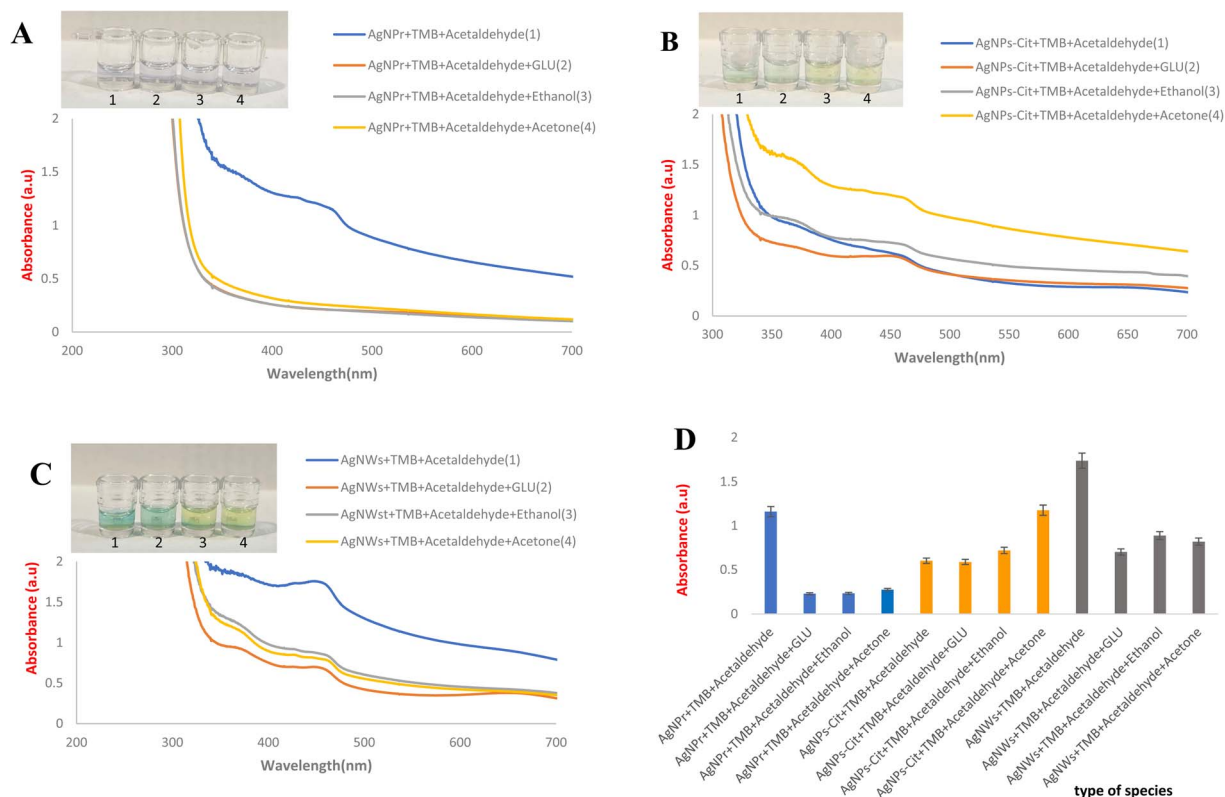 A
1 2 3 4
AgNPr+TMB+Acetaldehyde(1)
AgNPr+TMB+Acetaldehyde+GLU(2)
AgNPr+TMB+Acetaldehyde+Ethanol(3)
AgNPr+TMB+Acetaldehyde+Acetone(4)
Absorbance (a.u)
2
1.5
1
0.5
0
200 300 400 500 600 700
Wavelength(nm)
B
1 2 3 4
AgNPs-Cit+TMB+Acetaldehyde(1)
AgNPs-Cit+TMB+Acetaldehyde+GLU(2)
AgNPs-Cit+TMB+Acetaldehyde+Ethanol(3)
AgNPs-Cit+TMB+Acetaldehyde+Acetone(4)
Absorbance (a.u)
2
1.5
1
0.5
0
300 350 400 450 500 550 600 650 700
Wavelength(nm)
C
1 2 3 4
AgNWs+TMB+Acetaldehyde(1)
AgNWs+TMB+Acetaldehyde+GLU(2)
AgNWst+TMB+Acetaldehyde+Ethanol(3)
AgNWs+TMB+Acetaldehyde+Acetone(4)
Absorbance (a.u)
2
1.5
1
0.5
0
200 300 400 500 600 700
Wavelength(nm)
D
Absorbance (a.u)
2
1.5
1
0.5
0
AgNPr+TMB+Acetaldehyde
AgNPr+TMB+Acetaldehyde+GLU
AgNPr+TMB+Acetaldehyde+Ethanol
AgNPr+TMB+Acetaldehyde+Acetone
AgNPs-Cit+TMB+Acetaldehyde
AgNPs-Cit+TMB+Acetaldehyde+GLU
AgNPs-Cit+TMB+Acetaldehyde+Ethanol
AgNPs-Cit+TMB+Acetaldehyde+Acetone
AgNWs+TMB+Acetaldehyde
AgNWs+TMB+Acetaldehyde+GLU
AgNWs+TMB+Acetaldehyde+Ethanol
AgNWs+TMB+Acetaldehyde+Acetone
type of species